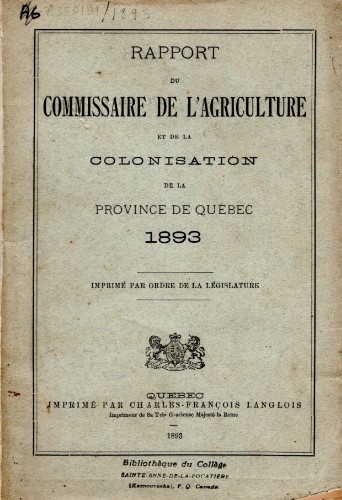 A6 A38R1A1/1893
RAPPORT
DU
COMMISSAIRE DE L'AGRICULTURE
ET DE LA
COLONISATION
DE LA
PROVINCE DE QUÉBEC
1893
IMPRIMÉ PAR ORDRE DE LA LÉGISLATURE
QUEBEC
IMPRIMÉ PAR CHARLES-FRANÇOIS LANGLOIS
Imprimeur de Sa Très Gracieuse Majesté la Reine
1893
Bibliothèque du Collège
SAINTE-ANNE-DE-LA-POCATIÈRE
(Kamouraska), P. Q. Canada.